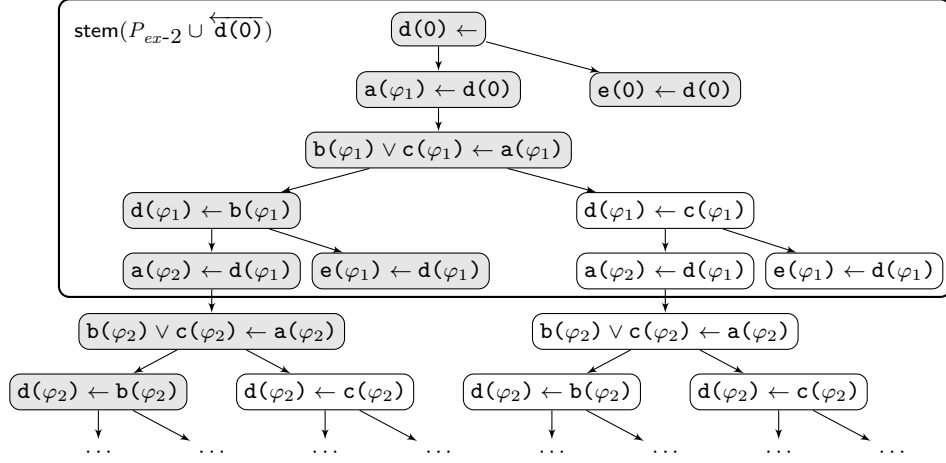 stem(P_{ex-2} ∪ \overleftarrow{d(0)}) d(0) ←
a(φ₁) ← d(0) e(0) ← d(0)
b(φ₁) ∨ c(φ₁) ← a(φ₁)
d(φ₁) ← b(φ₁) d(φ₁) ← c(φ₁)
a(φ₂) ← d(φ₁) e(φ₁) ← d(φ₁) a(φ₂) ← d(φ₁) e(φ₁) ← d(φ₁)
b(φ₂) ∨ c(φ₂) ← a(φ₂) b(φ₂) ∨ c(φ₂) ← a(φ₂)
d(φ₂) ← b(φ₂) d(φ₂) ← c(φ₂) d(φ₂) ← b(φ₂) d(φ₂) ← c(φ₂)
... ... ... ... ... ... ... ...